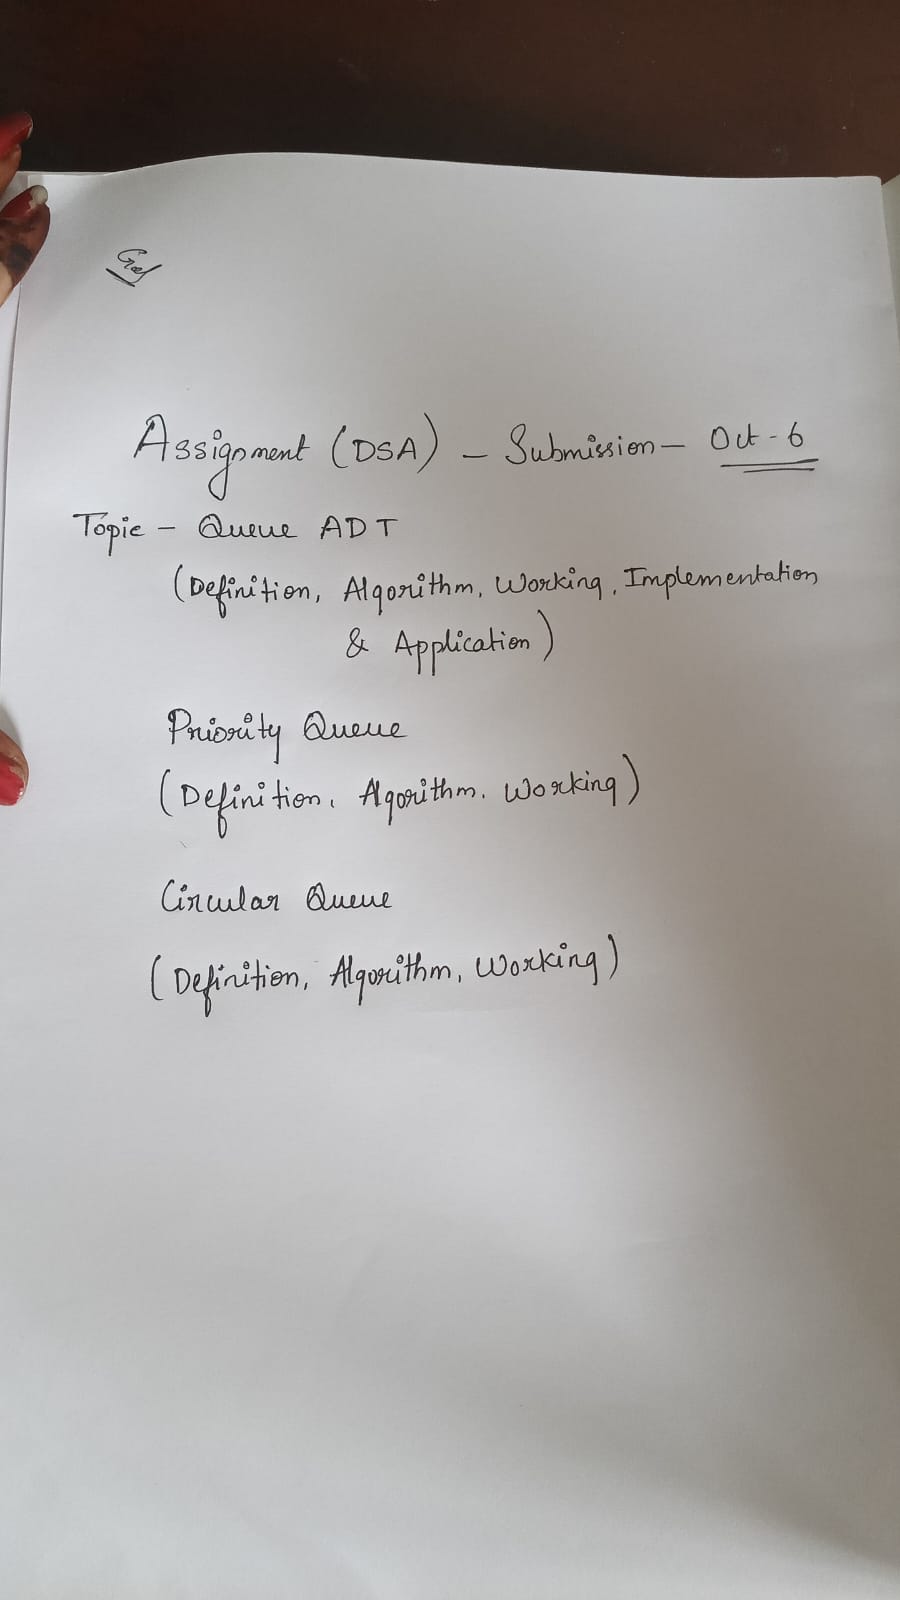 Assignment (DSA) - Submission - Oct - 6
Topic - Queue ADT
(Definition, Algorithm, Working, Implementation
& Application)
Priority Queue
(Definition, Algorithm, Working)
Circular Queue
(Definition, Algorithm, Working)